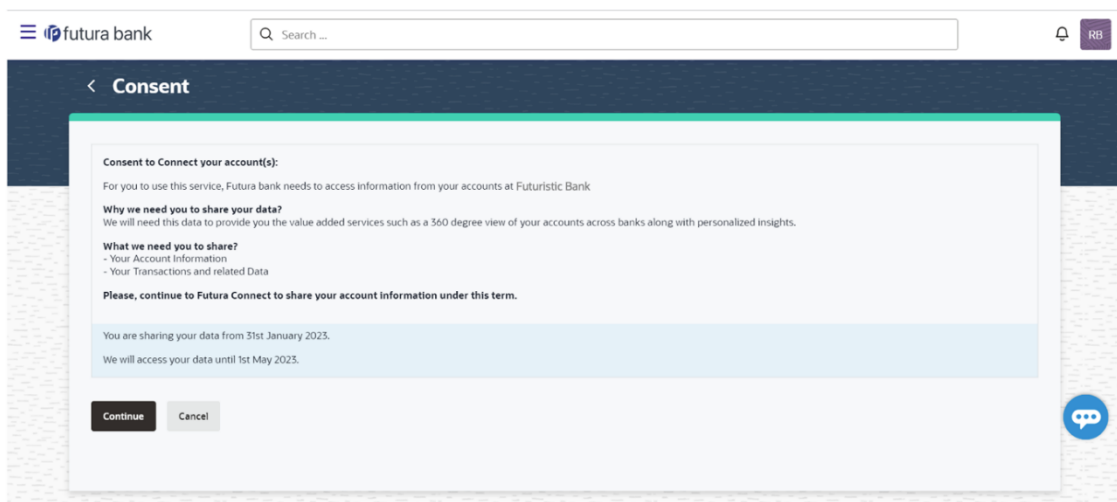 futura bank
Search ...
RB
Consent
Consent to Connect your account(s):
For you to use this service, Futura bank needs to access information from your accounts at Futuristic Bank
Why we need you to share your data?
We will need this data to provide you the value added services such as a 360 degree view of your accounts across banks along with personalized insights.
What we need you to share?
- Your Account Information
- Your Transactions and related Data
Please, continue to Futura Connect to share your account information under this term.
You are sharing your data from 31st January 2023.
We will access your data until 1st May 2023.
Continue
Cancel